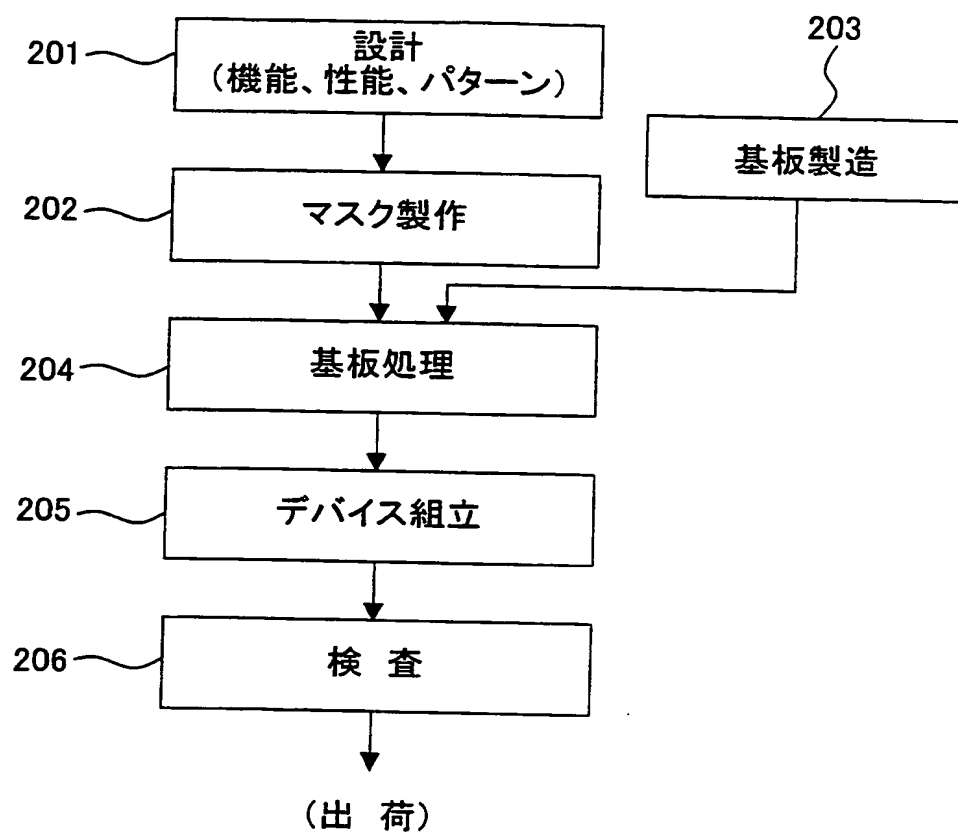 201
設計
(機能、性能、パターン)
203
基板製造
202
マスク製作
204
基板処理
205
デバイス組立
206
検 査
(出 荷)